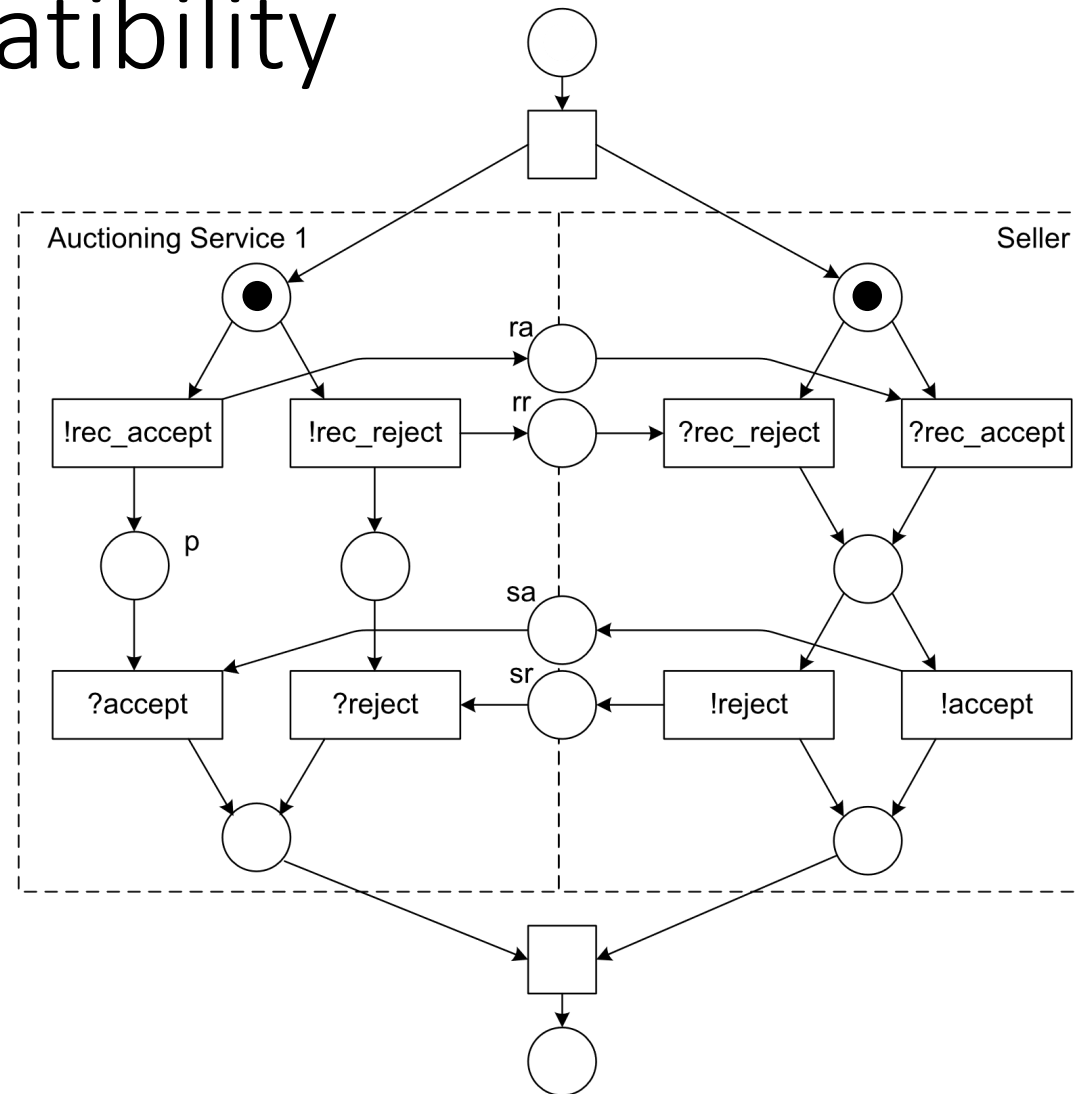 atibility
Auctioning Service 1
Seller
ra
rr
!rec_accept
!rec_reject
?rec_reject
?rec_accept
p
sa
sr
?accept
?reject
!reject
!accept